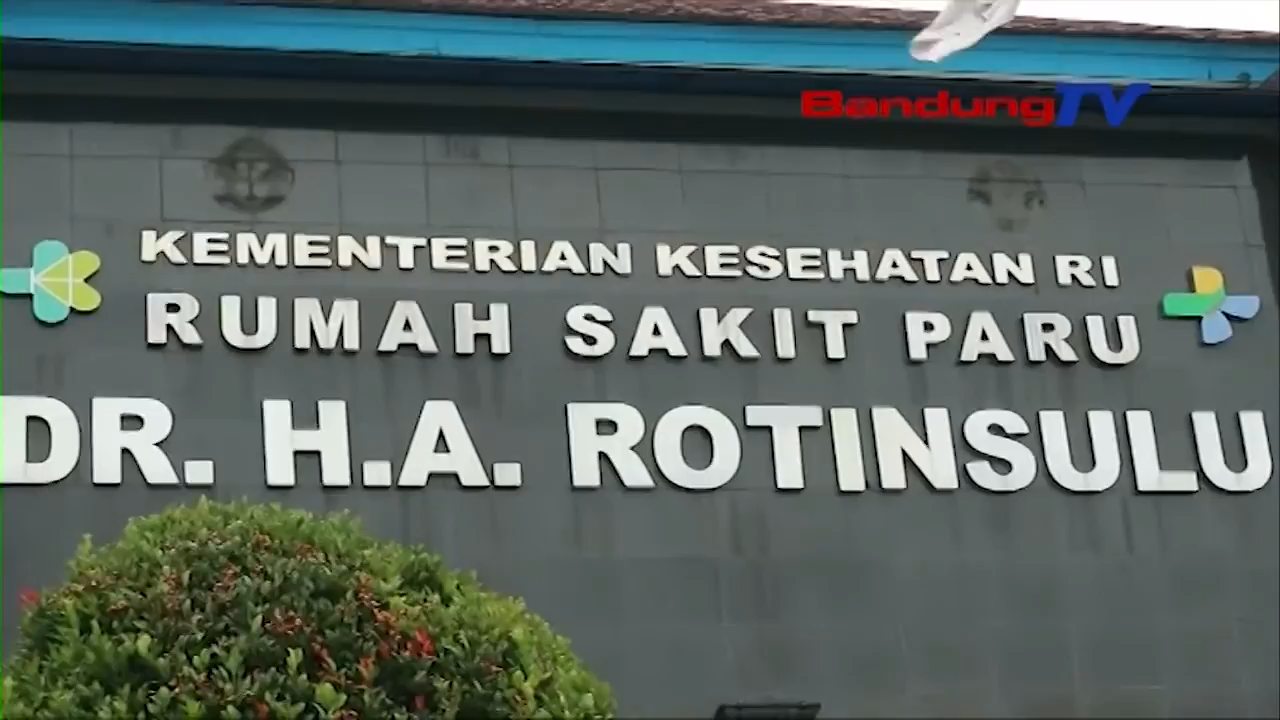 BandungTV
KEMENTERIAN KESEHATAN RI
RUMAH SAKIT PARU
DR. H.A. ROTINSULU